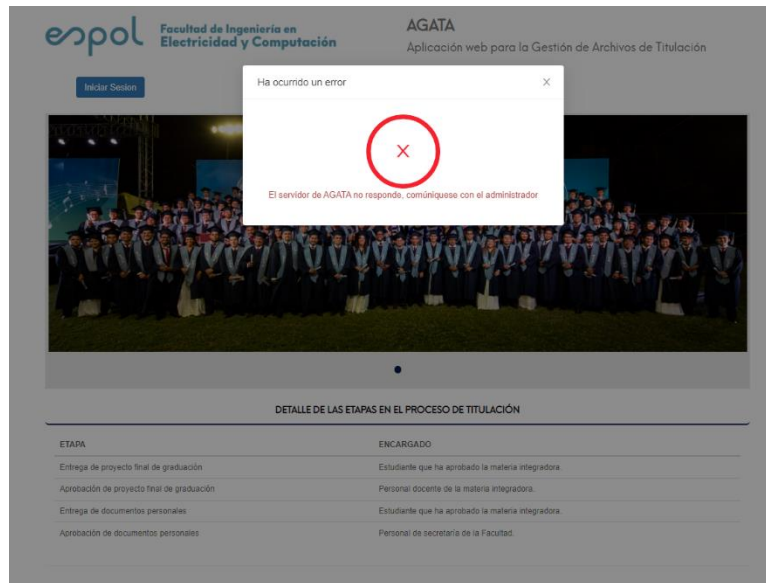 espol
Facultad de Ingeniería en
Electricidad y Computación
AGATA
Aplicación web para la Gestión de Archivos de Titulación
Iniciar Sesion
Ha ocurrido un error
X
X
El servidor de AGATA no responde, comúniquese con el administrador
DETALLE DE LAS ETAPAS EN EL PROCESO DE TITULACIÓN
ETAPA ENCARGADO
Entrega de proyecto final de graduación Estudiante que ha aprobado la materia integradora.
Aprobación de proyecto final de graduación Personal docente de la materia integradora.
Entrega de documentos personales Estudiante que ha aprobado la materia integradora.
Aprobación de documentos personales Personal de secretaría de la Facultad.